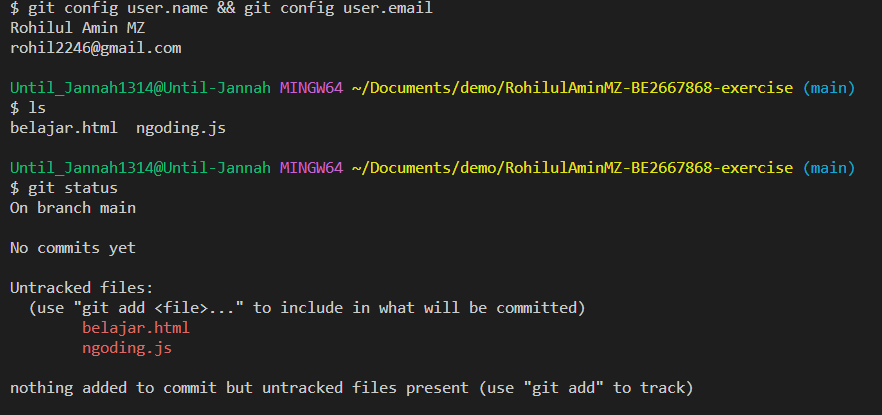 $ git config user.name && git config user.email
Rohilul Amin MZ
rohil2246@gmail.com
Until_Jannah1314@Until-Jannah MINGW64 ~/Documents/demo/RohilulAminMZ-BE2667868-exercise (main)
$ ls
belajar.html  ngoding.js
Until_Jannah1314@Until-Jannah MINGW64 ~/Documents/demo/RohilulAminMZ-BE2667868-exercise (main)
$ git status
On branch main
No commits yet
Untracked files:
  (use "git add <file>..." to include in what will be committed)
        belajar.html
        ngoding.js
nothing added to commit but untracked files present (use "git add" to track)